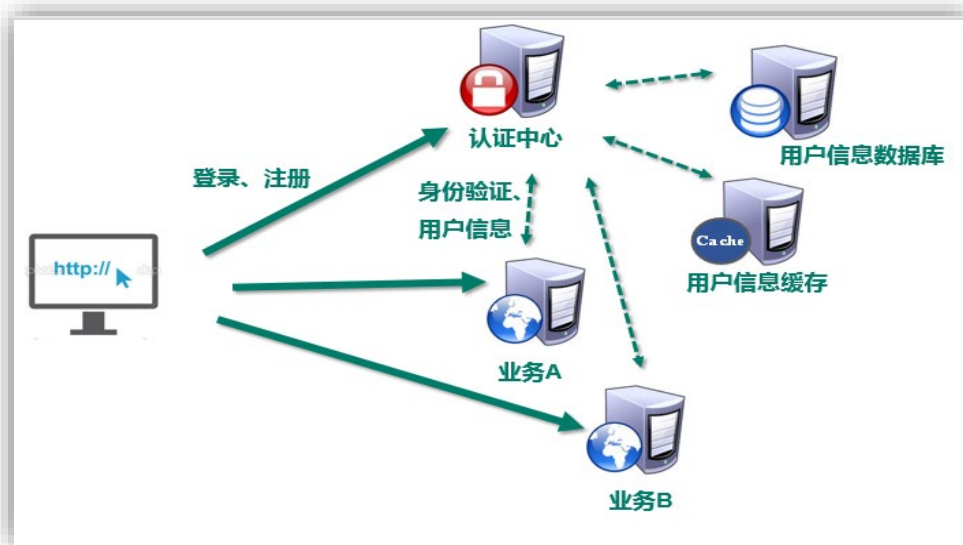 认证中心
用户信息数据库
登录、注册
身份验证、
用户信息
Cache
http://
用户信息缓存
业务A
业务B